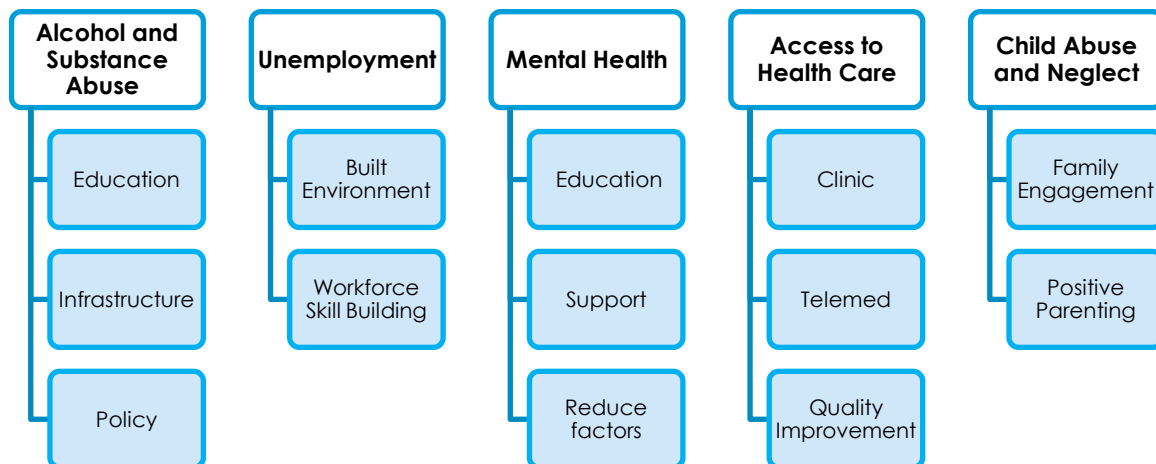 Alcohol and
Substance
Abuse
Education
Infrastructure
Policy
Unemployment
Built
Environment
Workforce
Skill Building
Mental Health
Education
Support
Reduce
factors
Access to
Health Care
Clinic
Telemed
Quality
Improvement
Child Abuse
and Neglect
Family
Engagement
Positive
Parenting